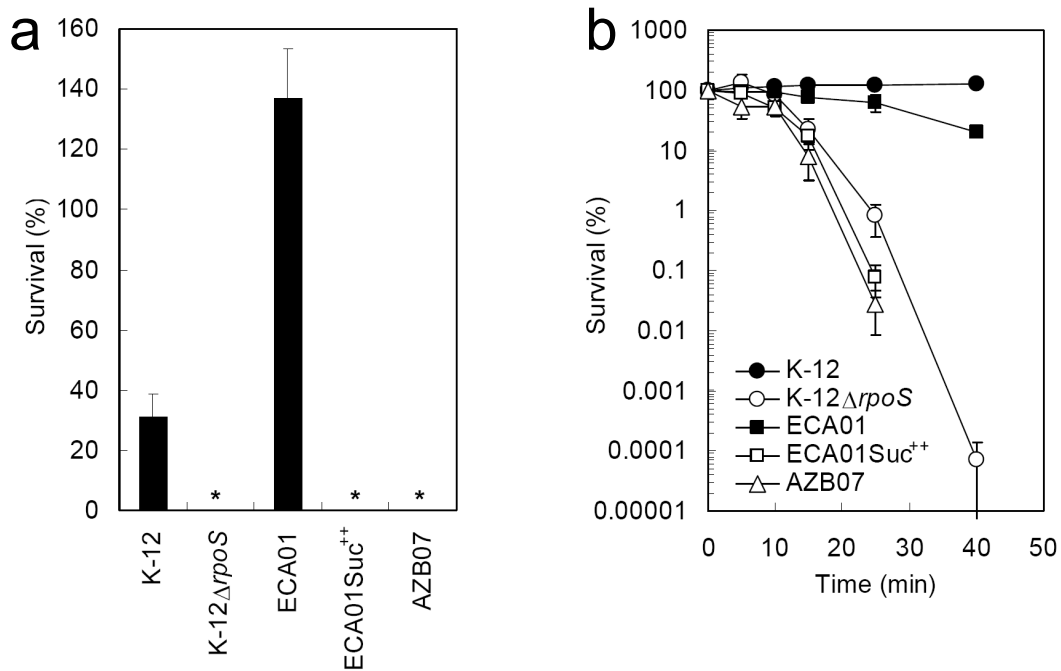 a
Survival (%)
160
140
120
100
80
60
40
20
0
* * *
K-12
K-12ΔrpoS
ECA01
ECA01Suc++
AZB07
b
Survival (%)
1000
100
10
1
0.1
0.01
0.001
0.0001
0.00001
K-12
K-12ΔrpoS
ECA01
ECA01Suc++
AZB07
0 10 20 30 40 50
Time (min)